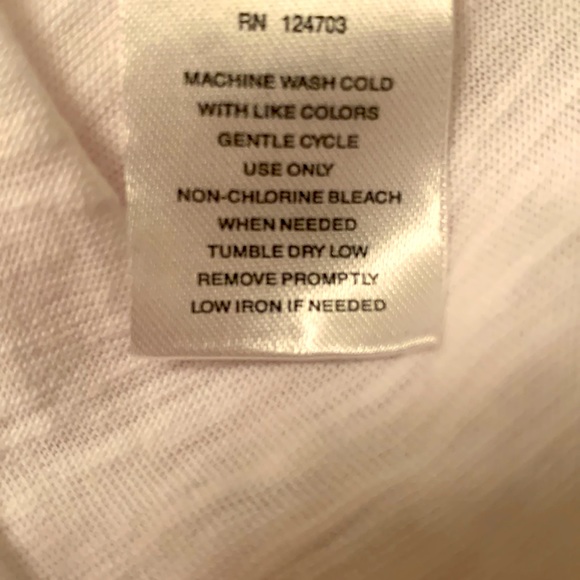 RN 124703
MACHINE WASH COLD
WITH LIKE COLORS
GENTLE CYCLE
USE ONLY
NON-CHLORINE BLEACH
WHEN NEEDED
TUMBLE DRY LOW
REMOVE PROMPTLY
LOW IRON IF NEEDED